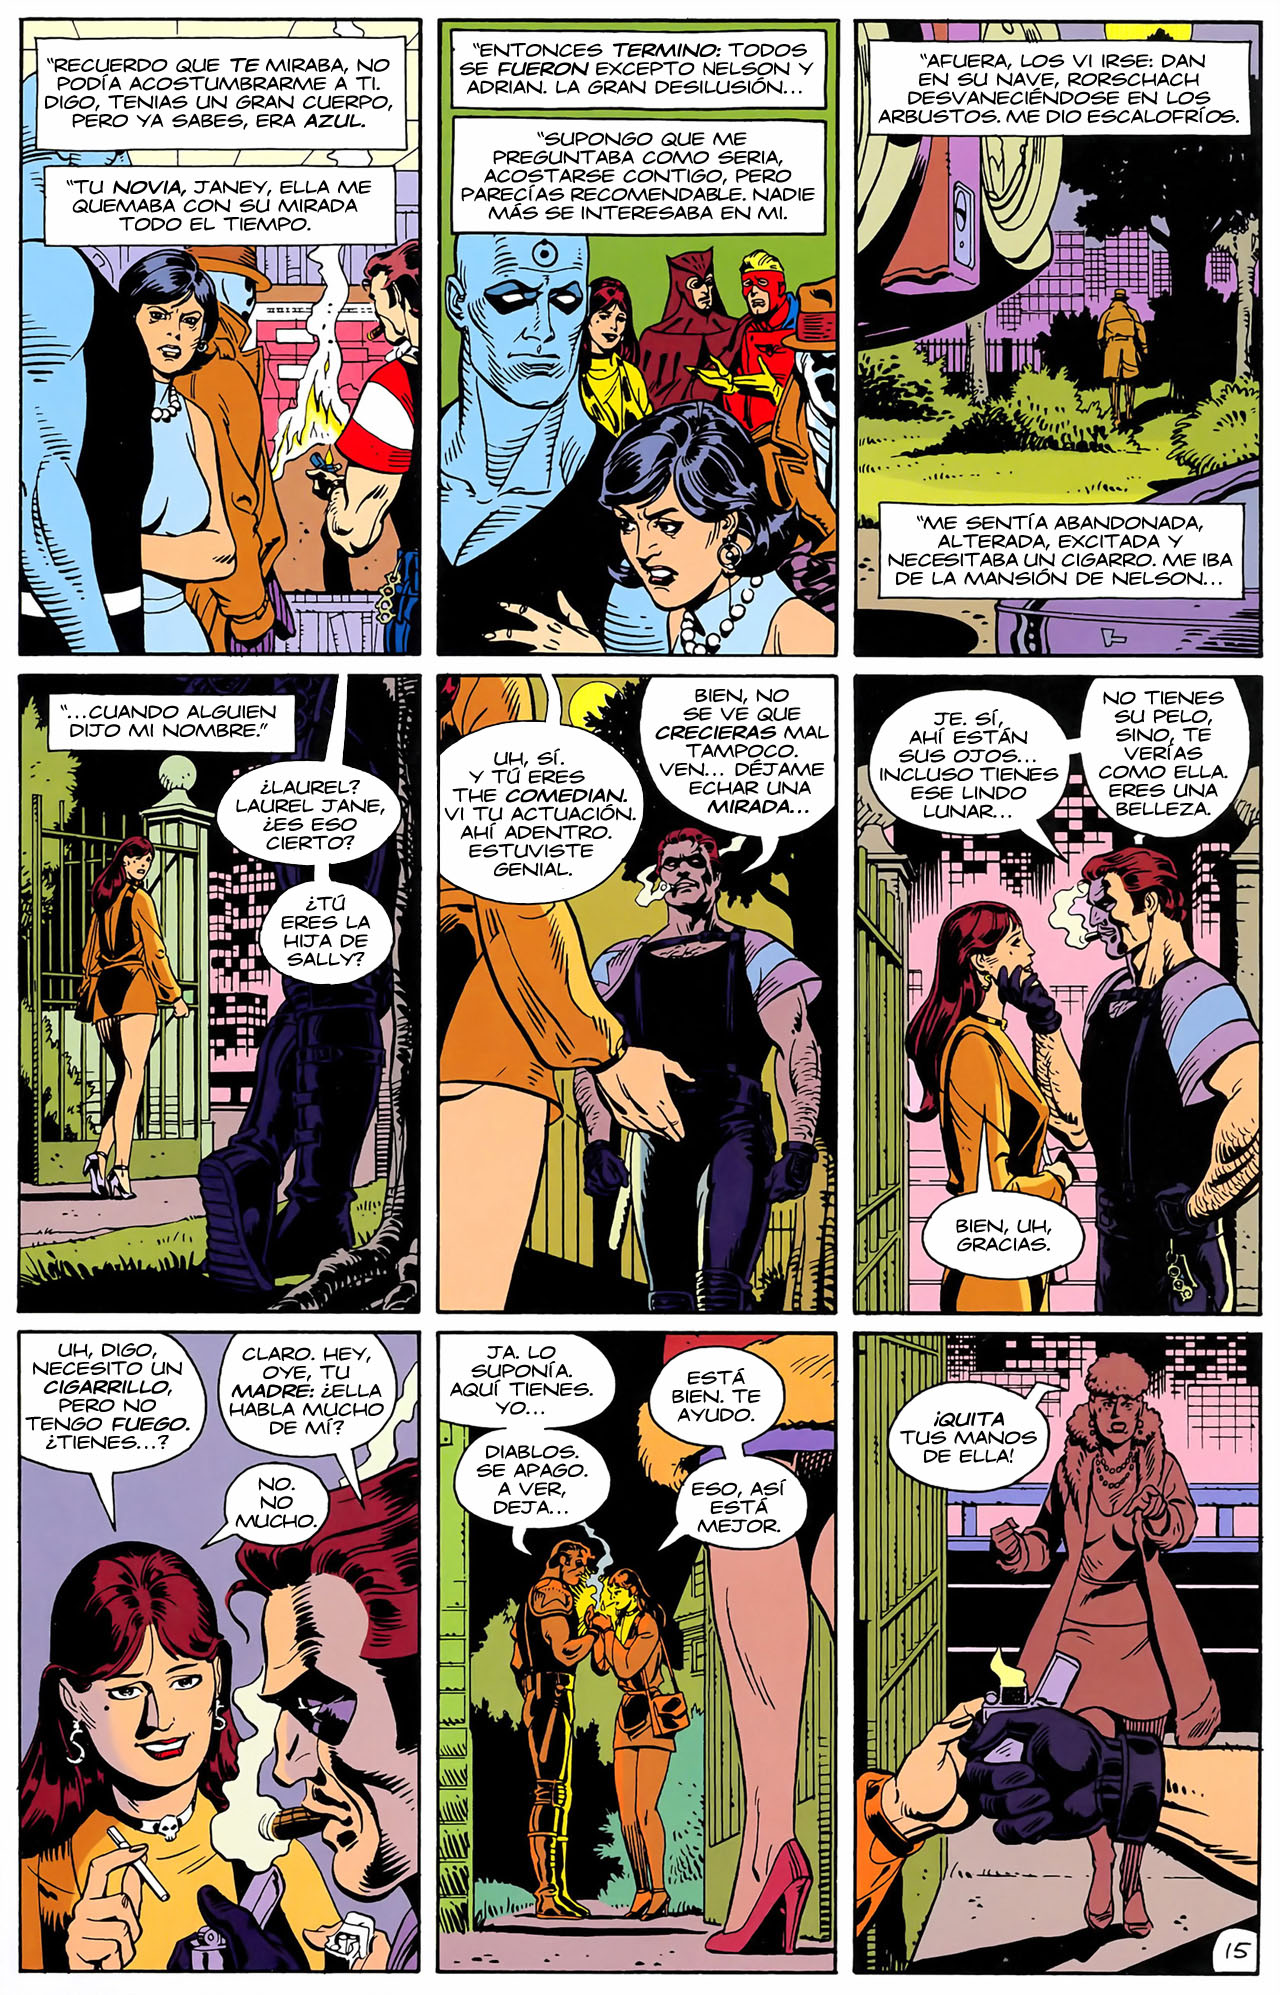 "RECUERDO QUE TE MIRABA, NO
PODÍA ACOSTUMBRARME A TI.
DIGO, TENIAS UN GRAN CUERPO,
PERO YA SABES, ERA AZUL.
"TU NOVIA, JANEY, ELLA ME
QUEMABA CON SU MIRADA
TODO EL TIEMPO.
"ENTONCES TERMINO: TODOS
SE FUERON EXCEPTO NELSON Y
ADRIAN. LA GRAN DESILUSIÓN...
"SUPONGO QUE ME
PREGUNTABA COMO SERIA,
ACOSTARSE CONTIGO, PERO
PARECÍAS RECOMENDABLE. NADIE
MÁS SE INTERESABA EN MI.
"AFUERA, LOS VI IRSE: DAN
EN SU NAVE, RORSCHACH
DESVANECIÉNDOSE EN LOS
ARBUSTOS. ME DIO ESCALOFRÍOS.
"ME SENTÍA ABANDONADA,
ALTERADA, EXCITADA Y
NECESITABA UN CIGARRO. ME IBA
DE LA MANSIÓN DE NELSON...
"...CUANDO ALGUIEN
DIJO MI NOMBRE."
¿LAUREL?
LAUREL JANE,
¿ES ESO
CIERTO?
¿TÚ
ERES LA
HIJA DE
SALLY?
UH, SÍ.
Y TÚ ERES
THE COMEDIAN.
VI TU ACTUACIÓN.
AHÍ ADENTRO.
ESTUVISTE
GENIAL.
BIEN, NO
SE VE QUE
CRECIERAS MAL
TAMPOCO.
VEN... DÉJAME
ECHAR UNA
MIRADA...
JE. SÍ,
AHÍ ESTÁN
SUS OJOS...
INCLUSO TIENES
ESE LINDO
LUNAR...
NO TIENES
SU PELO,
SINO, TE
VERÍAS
COMO ELLA.
ERES UNA
BELLEZA.
BIEN, UH,
GRACIAS.
UH, DIGO,
NECESITO UN
CIGARRILLO,
PERO NO
TENGO FUEGO.
¿TIENES...?
CLARO. HEY,
OYE, TU
MADRE: ¿ELLA
HABLA MUCHO
DE MÍ?
NO.
NO
MUCHO.
JA. LO
SUPONÍA.
AQUÍ TIENES.
YO...
DIABLOS.
SE APAGO.
A VER,
DEJA...
ESTÁ
BIEN. TE
AYUDO.
ESO, ASÍ
ESTÁ
MEJOR.
¡QUITA
TUS MANOS
DE ELLA!
15